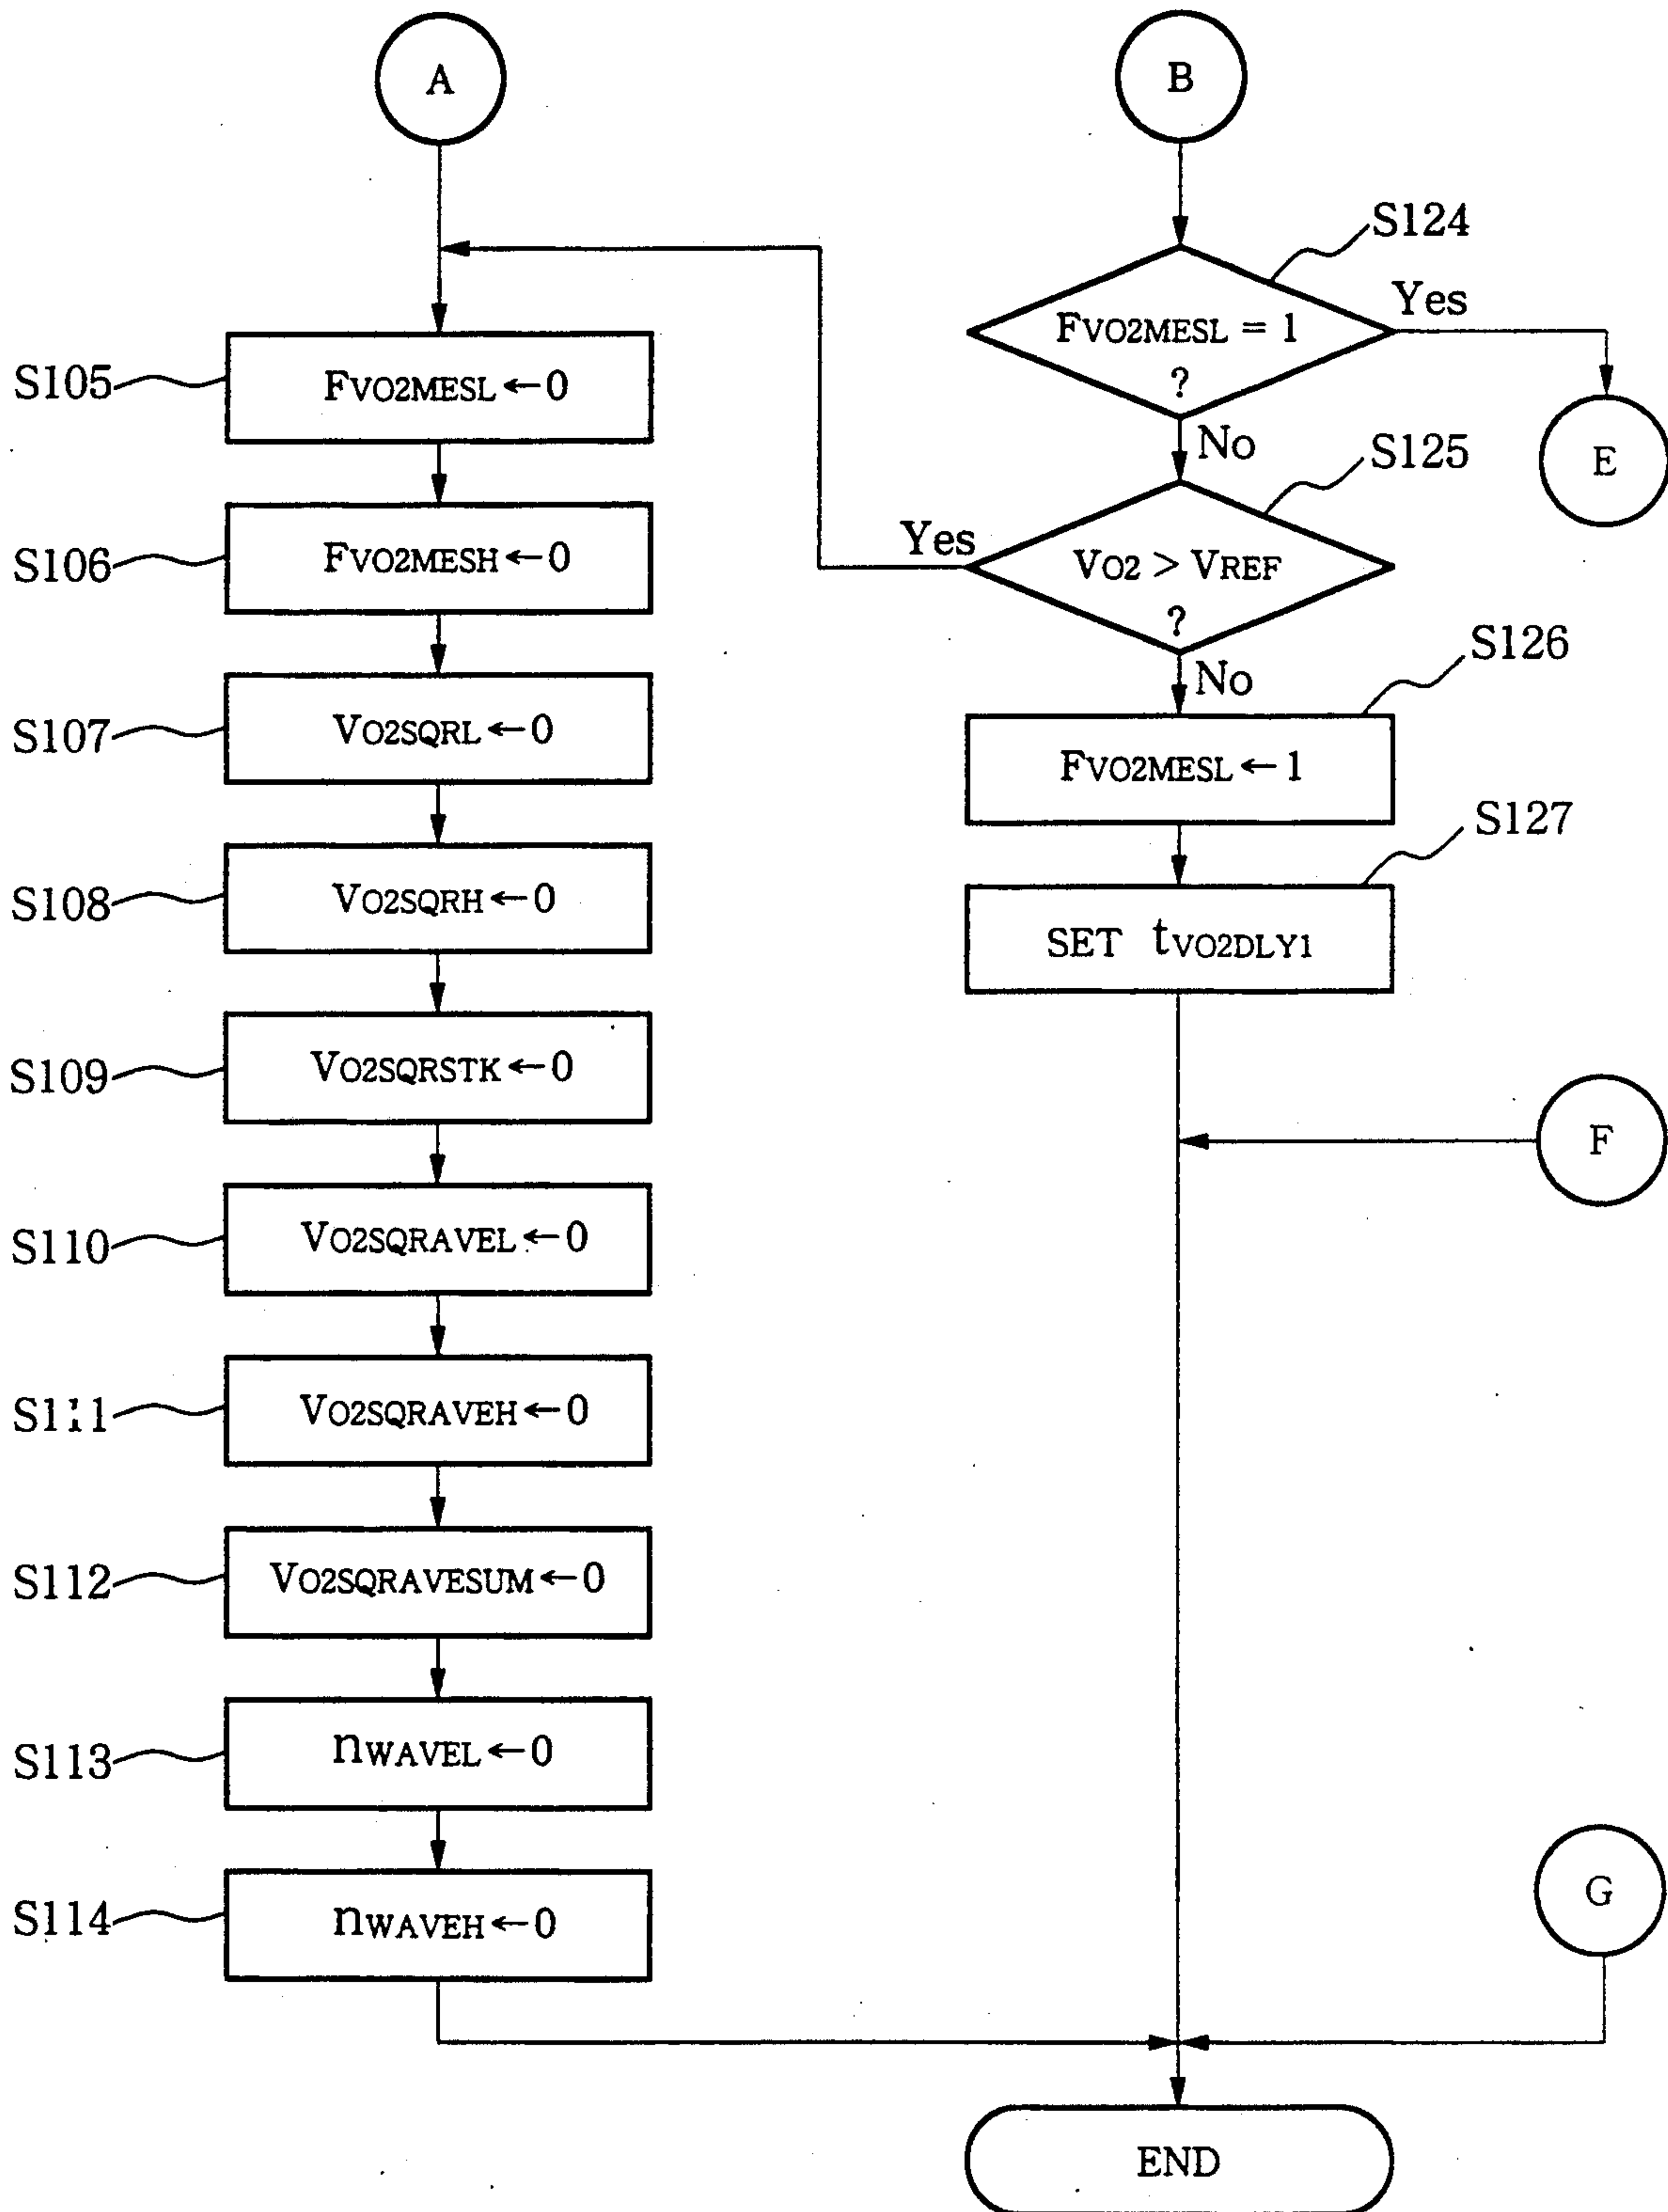 A
S105
FVO2MESL←0
S106
FVO2MESH←0
S107
VO2SQRL←0
S108
VO2SQRH←0
S109
VO2SQRSTK←0
S110
VO2SQRAVEL←0
S111
VO2SQRAVEH←0
S112
VO2SQRAVESUM←0
S113
nWAVEL←0
S114
nWAVEH←0
B
S124
FVO2MESL = 1
?
Yes
E
No
S125
VO2 > VREF
?
Yes
No
S126
FVO2MESL←1
S127
SET tVO2DLY1
F
G
END